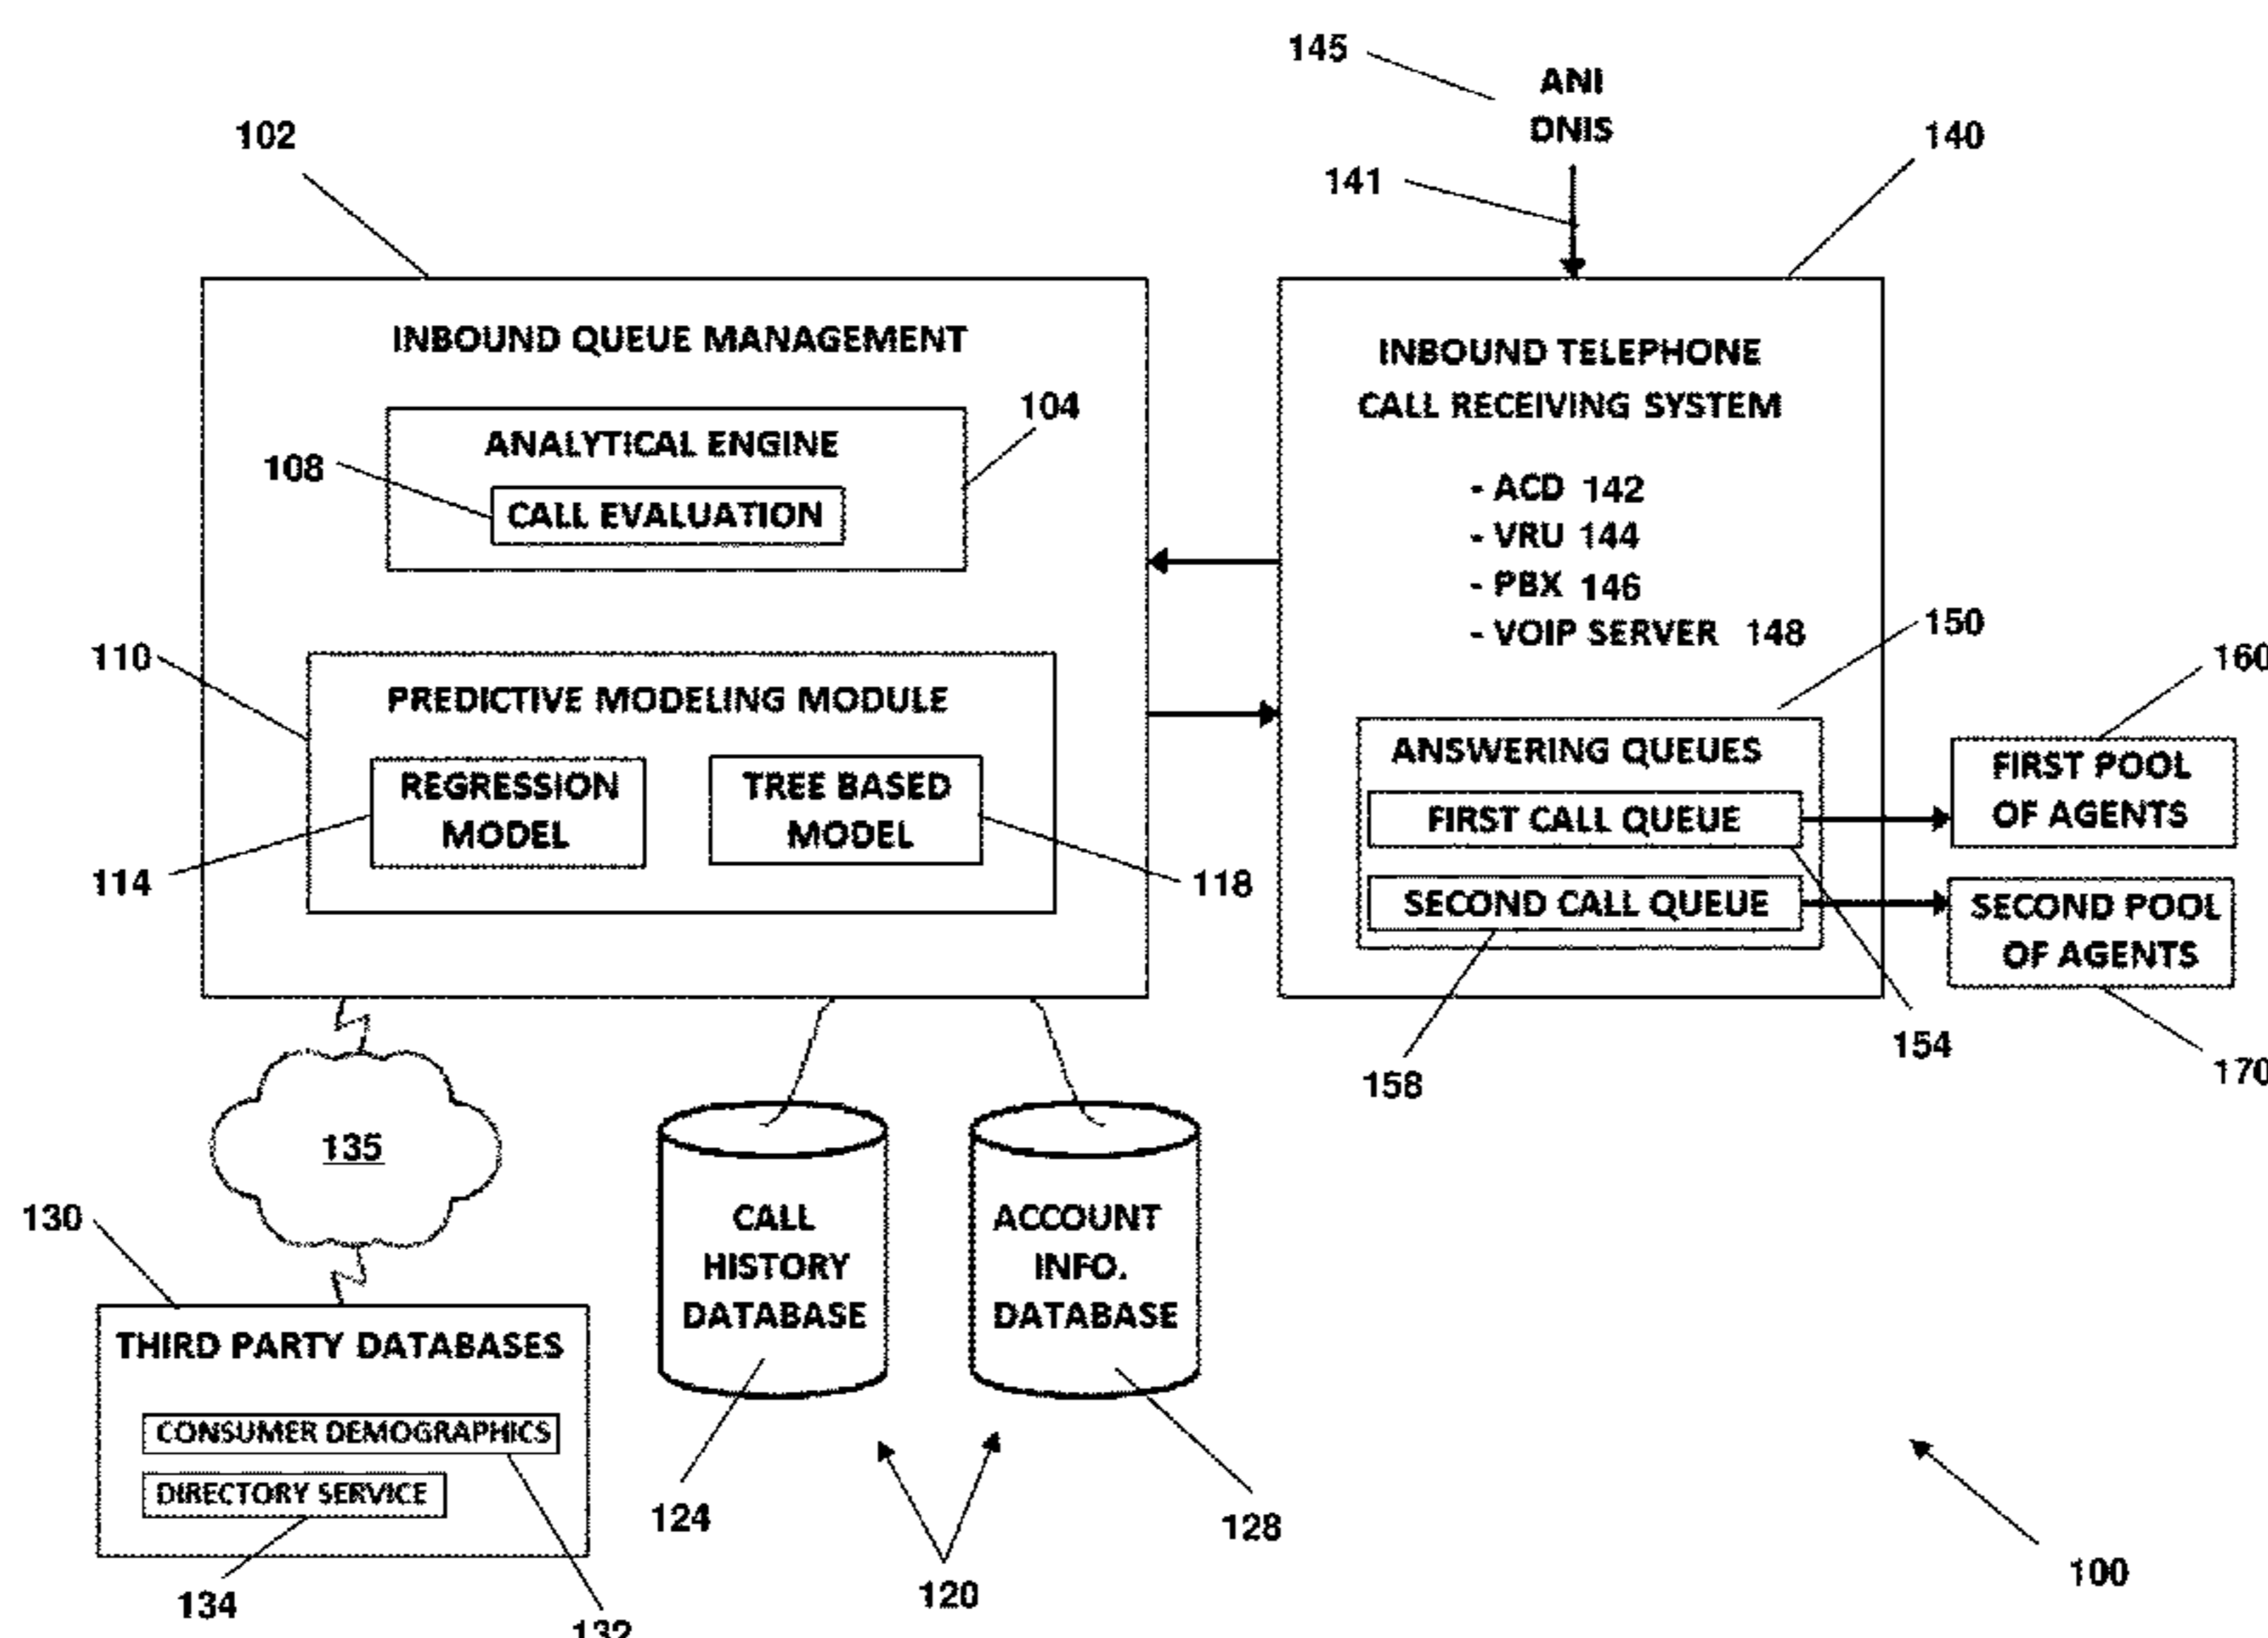 145
ANI
DNIS
102
140
141
INBOUND QUEUE MANAGEMENT
INBOUND TELEPHONE
CALL RECEIVING SYSTEM
104
ANALYTICAL ENGINE
108
CALL EVALUATION
- ACD 142
- VRU 144
- PBX 146
- VOIP SERVER 148
150
110
160
PREDICTIVE MODELING MODULE
REGRESSION
MODEL
TREE BASED
MODEL
114
118
ANSWERING QUEUES
FIRST CALL QUEUE
SECOND CALL QUEUE
FIRST POOL
OF AGENTS
SECOND POOL
OF AGENTS
154
158
170
135
130
CALL
HISTORY
DATABASE
ACCOUNT
INFO.
DATABASE
THIRD PARTY DATABASES
CONSUMER DEMOGRAPHICS
DIRECTORY SERVICE
124
128
120
134
132
100